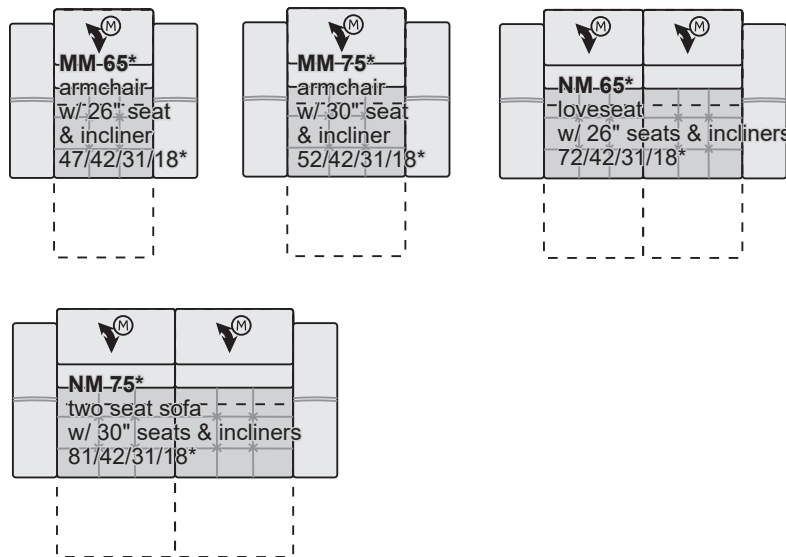 M
MM 65*
armchair
w/ 26" seat
& incliner
47/42/31/18*
M
MM 75*
armchair
w/ 30" seat
& incliner
52/42/31/18*
M M
NM 65*
loveseat
w/ 26" seats & incliners
72/42/31/18*
M M
NM 75*
two seat sofa
w/ 30" seats & incliners
81/42/31/18*